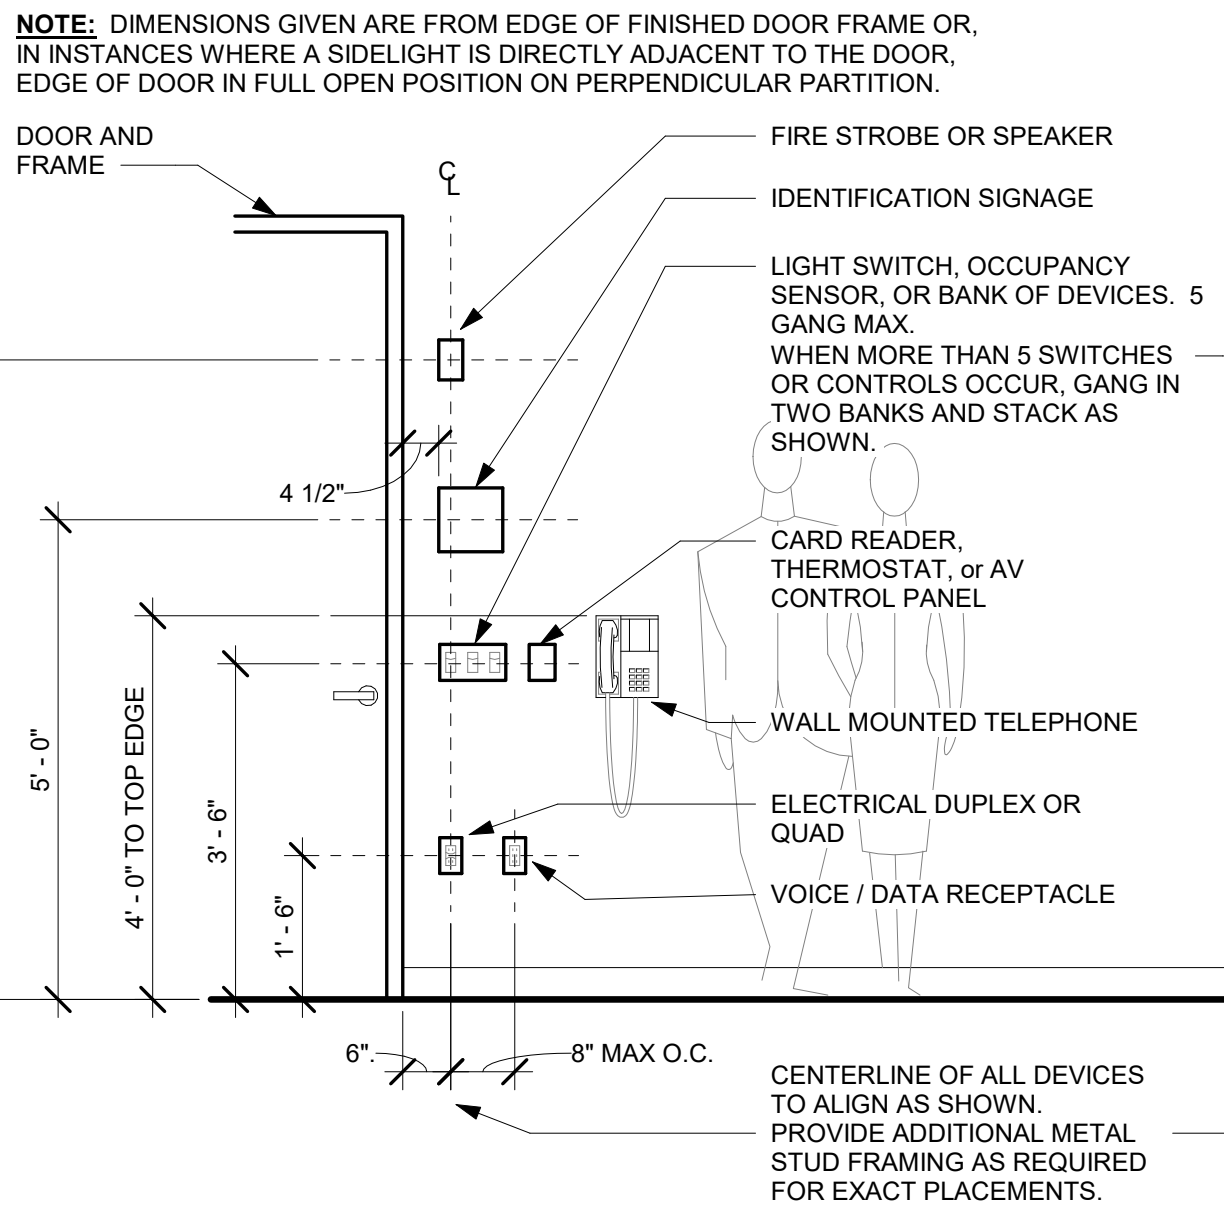 NOTE: DIMENSIONS GIVEN ARE FROM EDGE OF FINISHED DOOR FRAME OR,
IN INSTANCES WHERE A SIDELIGHT IS DIRECTLY ADJACENT TO THE DOOR,
EDGE OF DOOR IN FULL OPEN POSITION ON PERPENDICULAR PARTITION.
DOOR AND
FRAME
CL
FIRE STROBE OR SPEAKER
IDENTIFICATION SIGNAGE
LIGHT SWITCH, OCCUPANCY
SENSOR, OR BANK OF DEVICES. 5
GANG MAX.
WHEN MORE THAN 5 SWITCHES
OR CONTROLS OCCUR, GANG IN
TWO BANKS AND STACK AS
SHOWN.
4 1/2"
CARD READER,
THERMOSTAT, or AV
CONTROL PANEL
WALL MOUNTED TELEPHONE
5' - 0"
4' - 0" TO TOP EDGE
3' - 6"
1' - 6"
ELECTRICAL DUPLEX OR
QUAD
VOICE / DATA RECEPTACLE
6".
8" MAX O.C.
CENTERLINE OF ALL DEVICES
TO ALIGN AS SHOWN.
PROVIDE ADDITIONAL METAL
STUD FRAMING AS REQUIRED
FOR EXACT PLACEMENTS.